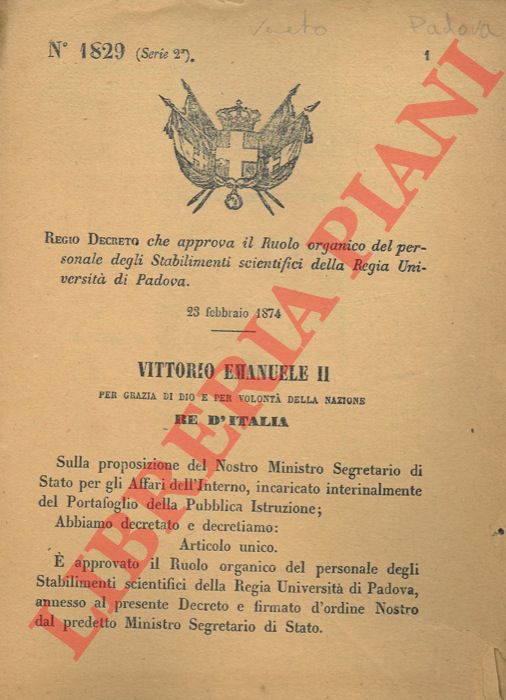 Veneto Padova
N° 1829 (Serie 2ª). 1
REGIO DECRETO che approva il Ruolo organico del per-
sonale degli Stabilimenti scientifici della Regia Uni-
versità di Padova.
23 febbraio 1874
VITTORIO EMANUELE II
PER GRAZIA DI DIO E PER VOLONTÀ DELLA NAZIONE
RE D'ITALIA
Sulla proposizione del Nostro Ministro Segretario di
Stato per gli Affari dell'Interno, incaricato interinalmente
del Portafoglio della Pubblica Istruzione;
Abbiamo decretato e decretiamo:
Articolo unico.
È approvato il Ruolo organico del personale degli
Stabilimenti scientifici della Regia Università di Padova,
annesso al presente Decreto e firmato d'ordine Nostro
dal predetto Ministro Segretario di Stato.
LIBRERIA PIANI